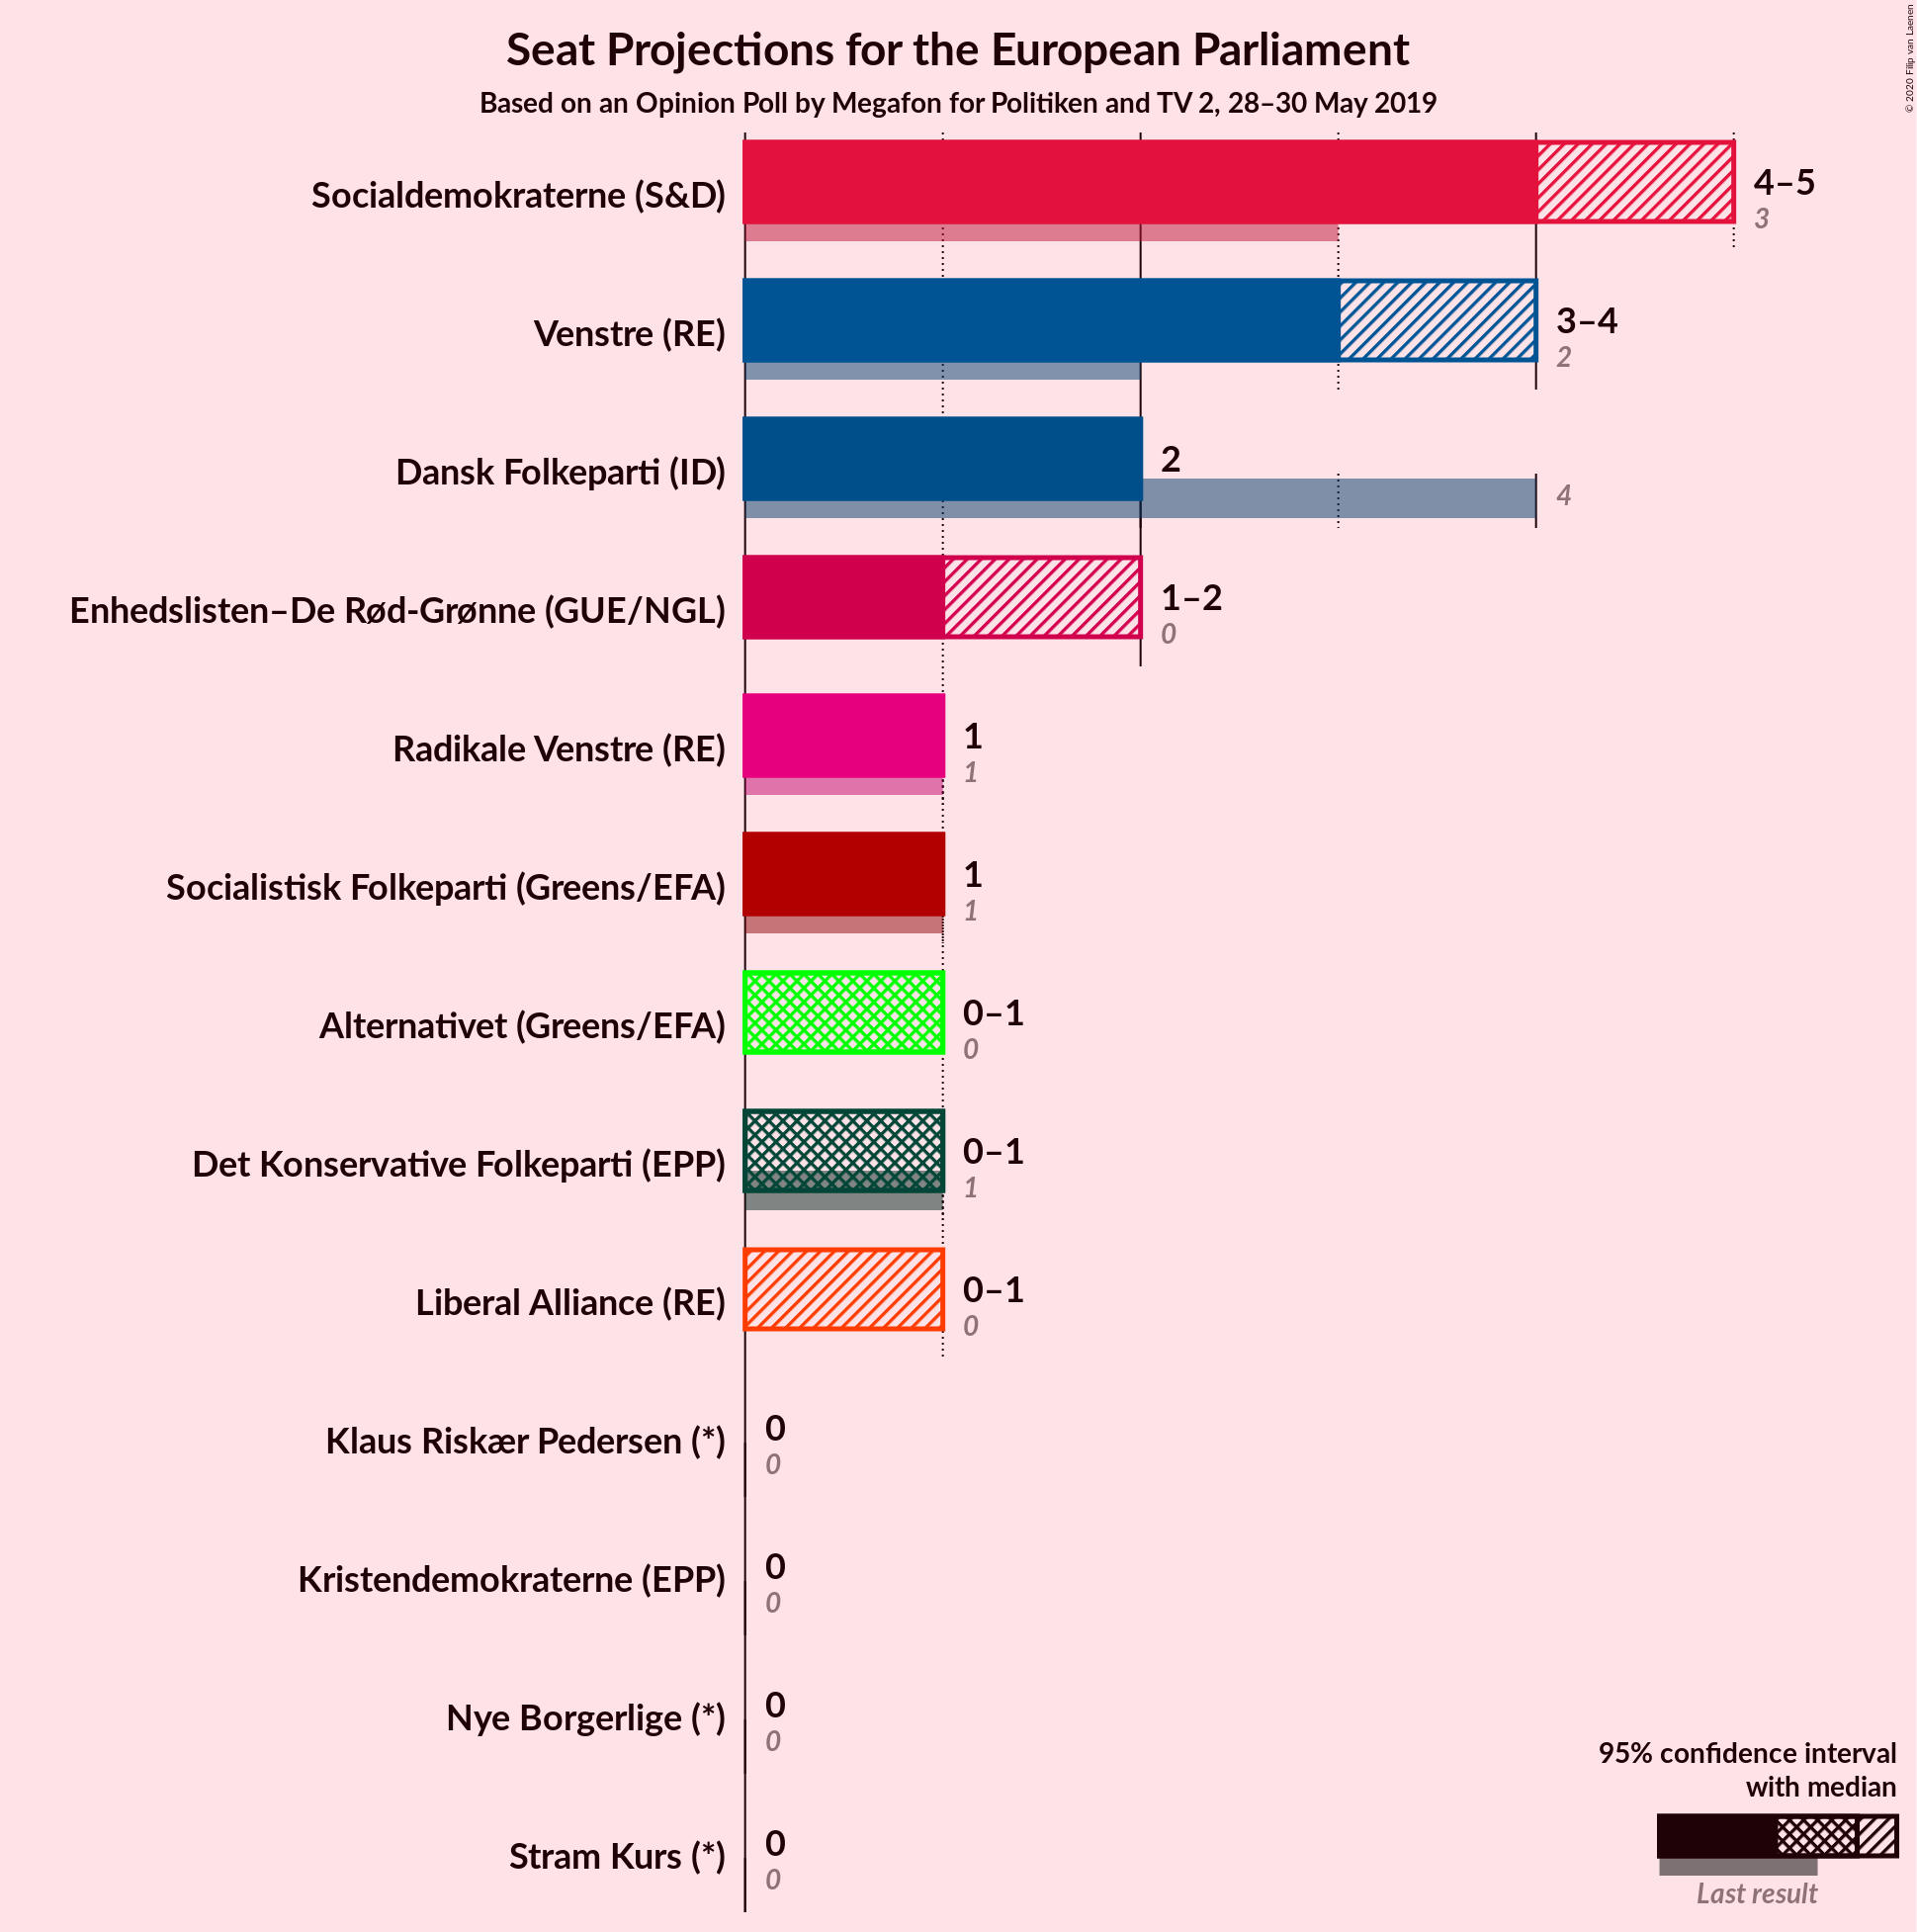 Seat Projections for the European Parliament
Based on an Opinion Poll by Megafon for Politiken and TV 2, 28–30 May 2019
© 2020 Filip van Laenen
Socialdemokraterne (S&D)
4–5
3
Venstre (RE)
3–4
2
Dansk Folkeparti (ID)
2
4
Enhedslisten–De Rød-Grønne (GUE/NGL)
1–2
0
Radikale Venstre (RE)
1
1
Socialistisk Folkeparti (Greens/EFA)
1
1
Alternativet (Greens/EFA)
0–1
0
Det Konservative Folkeparti (EPP)
0–1
1
Liberal Alliance (RE)
0–1
0
Klaus Riskær Pedersen (*)
0
0
Kristendemokraterne (EPP)
0
0
Nye Borgerlige (*)
0
0
Stram Kurs (*)
0
0
95% confidence interval
with median
Last result